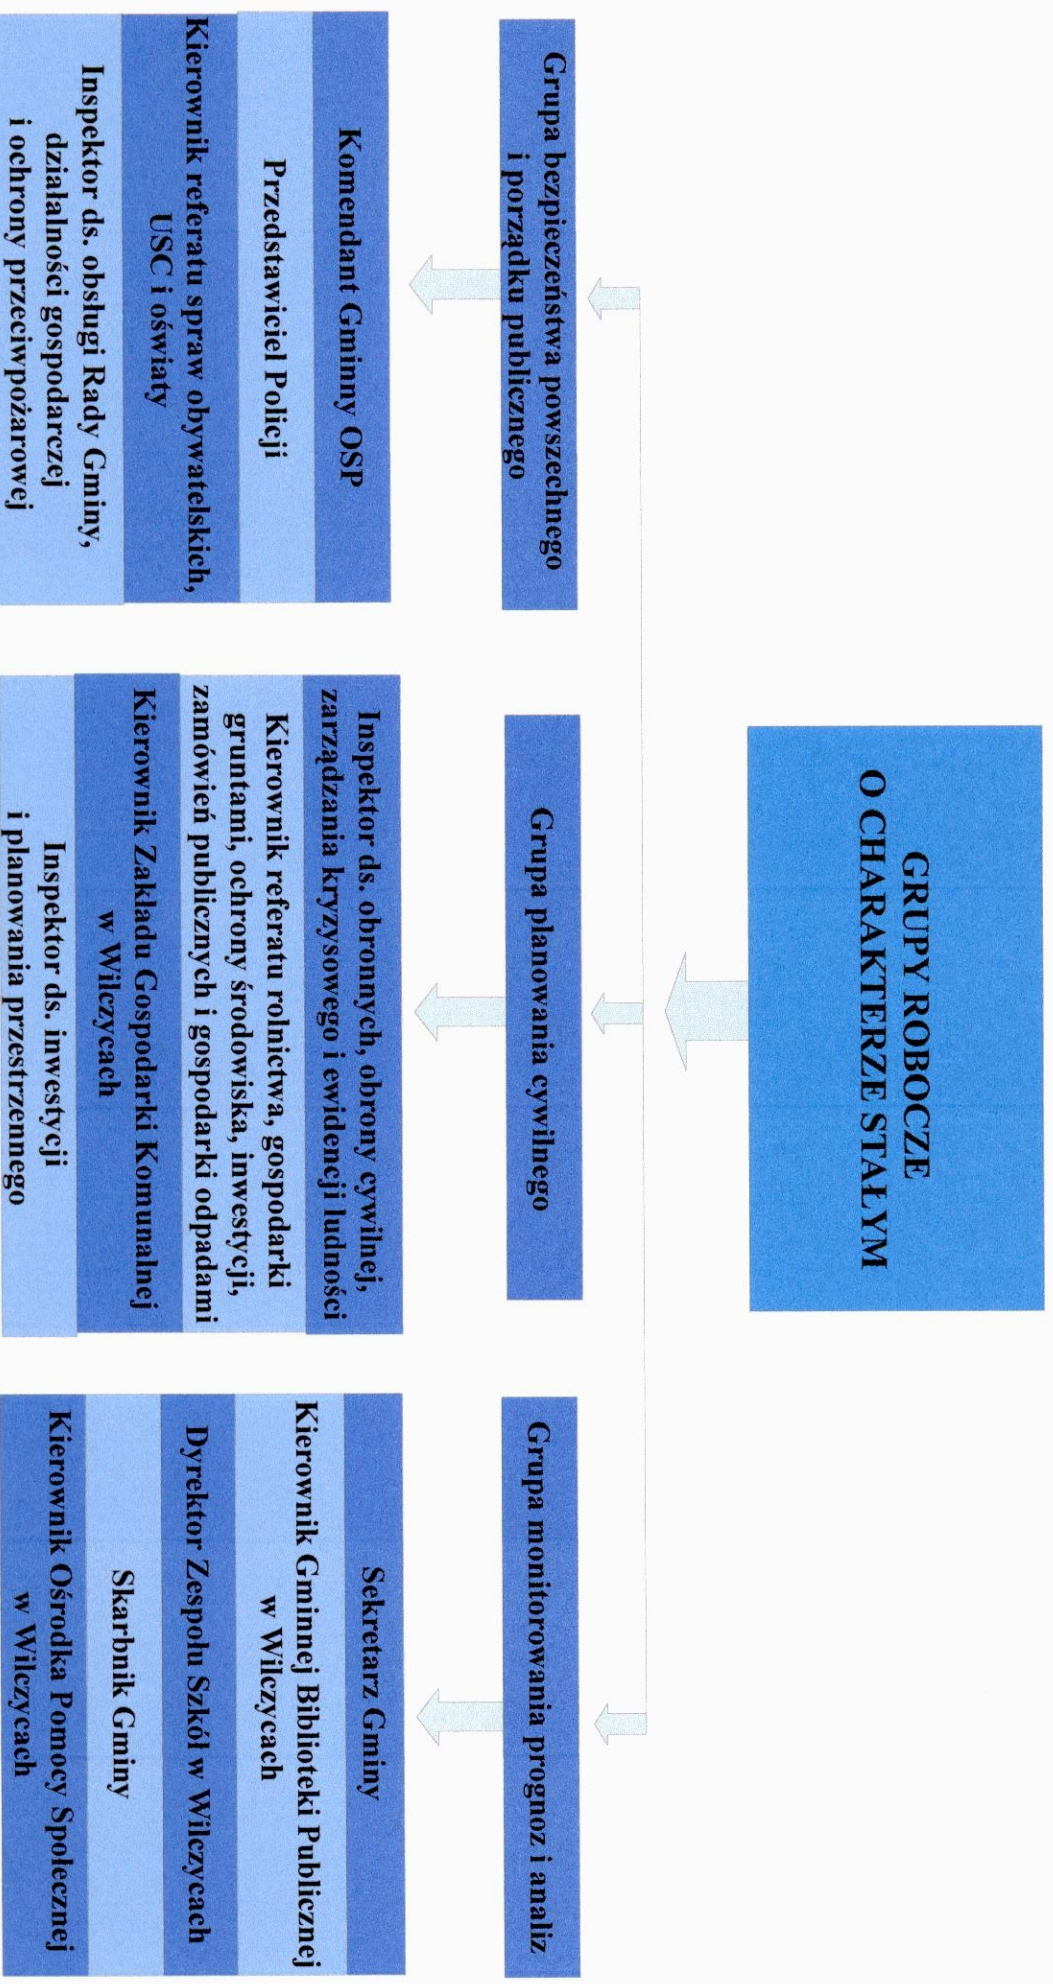 GRUPY ROBOCZE
O CHARAKTERZE STAŁYM
Grupa bezpieczeństwa powszechnego
i porządku publicznego
Komendant Gminny OSP
Przedstawiciel Policji
Kierownik referatu spraw obywatelskich,
USC i oświaty
Inspektor ds. obsługi Rady Gminy,
działalności gospodarczej
i ochrony przeciwpożarowej
Grupa planowania cywilnego
Inspektor ds. obronnych, obrony cywilnej,
zarządzania kryzysowego i ewidencji ludności
Kierownik referatu rolnictwa, gospodarki
gruntami, ochrony środowiska, inwestycji,
zamówień publicznych i gospodarki odpadami
Kierownik Zakładu Gospodarki Komunalnej
w Wilczycach
Inspektor ds. inwestycji
i planowania przestrzennego
Grupa monitorowania prognoz i analiz
Sekretarz Gminy
Kierownik Gminnej Biblioteki Publicznej
w Wilczycach
Dyrektor Zespołu Szkół w Wilczycach
Skarbnik Gminy
Kierownik Ośrodka Pomocy Społecznej
w Wilczycach